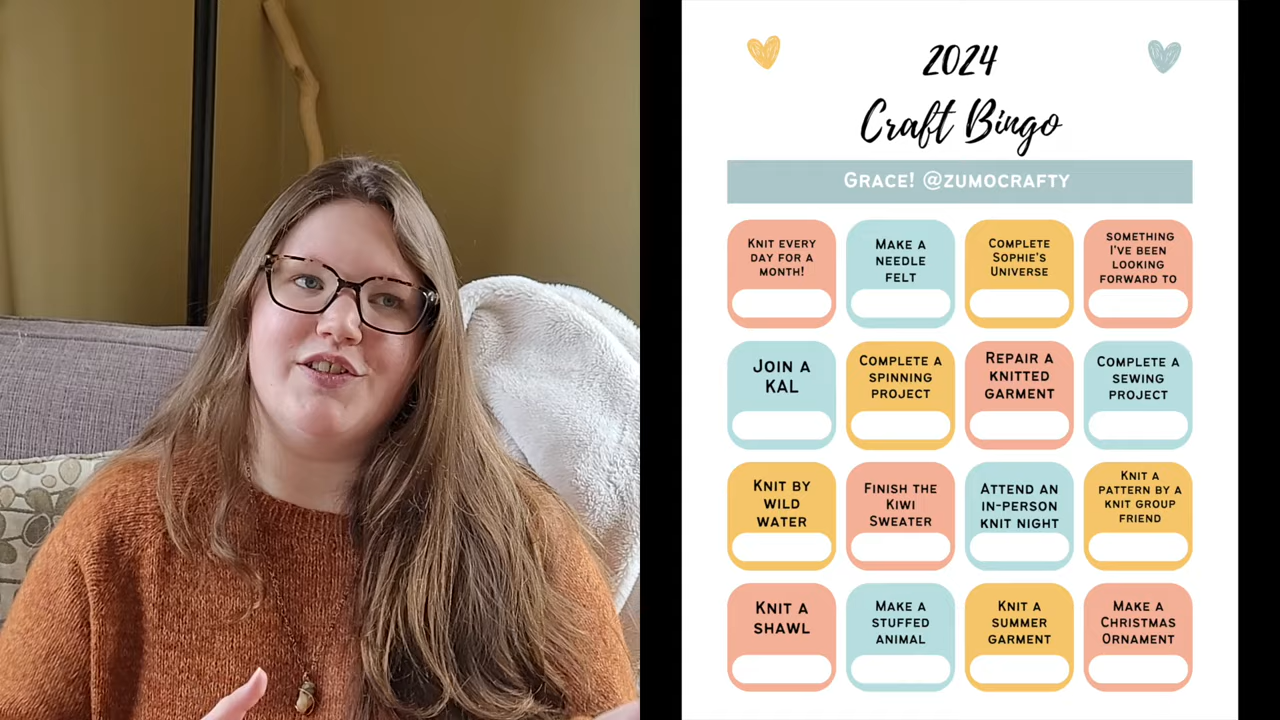 2024
Craft Bingo
GRACE! @ZUMOCRAFTY
KNIT EVERY
DAY FOR A
MONTH!
MAKE A
NEEDLE
FELT
COMPLETE
SOPHIE'S
UNIVERSE
SOMETHING
I'VE BEEN
LOOKING
FORWARD TO
JOIN A
KAL
COMPLETE A
SPINNING
PROJECT
REPAIR A
KNITTED
GARMENT
COMPLETE A
SEWING
PROJECT
KNIT BY
WILD
WATER
FINISH THE
KIWI
SWEATER
ATTEND AN
IN-PERSON
KNIT NIGHT
KNIT A
PATTERN BY A
KNIT GROUP
FRIEND
KNIT A
SHAWL
MAKE A
STUFFED
ANIMAL
KNIT A
SUMMER
GARMENT
MAKE A
CHRISTMAS
ORNAMENT